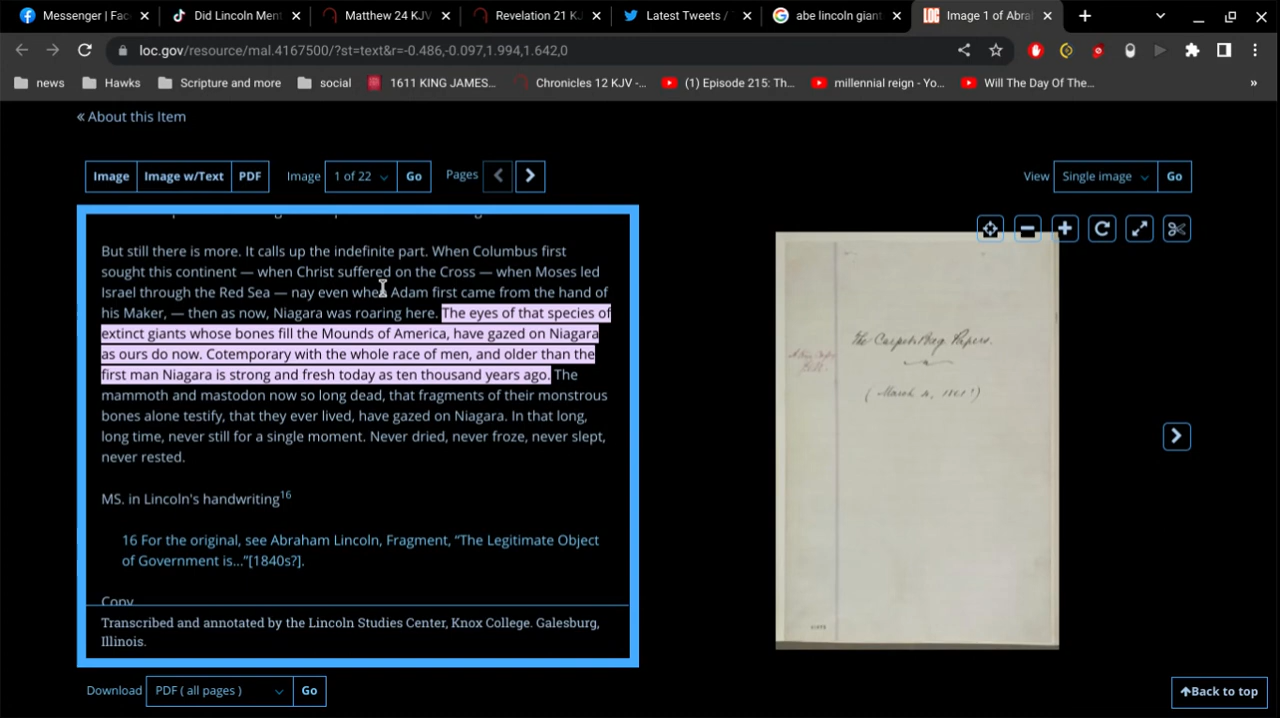 Messenger | Fac
Did Lincoln Men
Matthew 24 KJV
Revelation 21 KJ
Latest Tweets /
abe lincoln giant
LOC
Image 1 of Abra
loc.gov/resource/mal.4167500/?st=text&r=-0.486,-0.097,1.994,1.642,0
news
Hawks
Scripture and more
social
1611 KING JAMES...
Chronicles 12 KJV -...
(1) Episode 215: Th...
millennial reign - Yo...
Will The Day Of The...
»
« About this Item
Image
Image w/Text
PDF
Image
1 of 22
Go
Pages
View
Single image
Go
But still there is more. It calls up the indefinite part. When Columbus first
sought this continent — when Christ suffered on the Cross — when Moses led
Israel through the Red Sea — nay even when Adam first came from the hand of
his Maker, — then as now, Niagara was roaring here. The eyes of that species of
extinct giants whose bones fill the Mounds of America, have gazed on Niagara
as ours do now. Cotemporary with the whole race of men, and older than the
first man Niagara is strong and fresh today as ten thousand years ago. The
mammoth and mastodon now so long dead, that fragments of their monstrous
bones alone testify, that they ever lived, have gazed on Niagara. In that long,
long time, never still for a single moment. Never dried, never froze, never slept,
never rested.
MS. in Lincoln's handwriting16
16 For the original, see Abraham Lincoln, Fragment, “The Legitimate Object
of Government is...”[1840s?].
Copy
Transcribed and annotated by the Lincoln Studies Center, Knox College. Galesburg,
Illinois.
The Carpet Bag Papers.
(March 4, 1861?)
Download
PDF ( all pages )
Go
Back to top